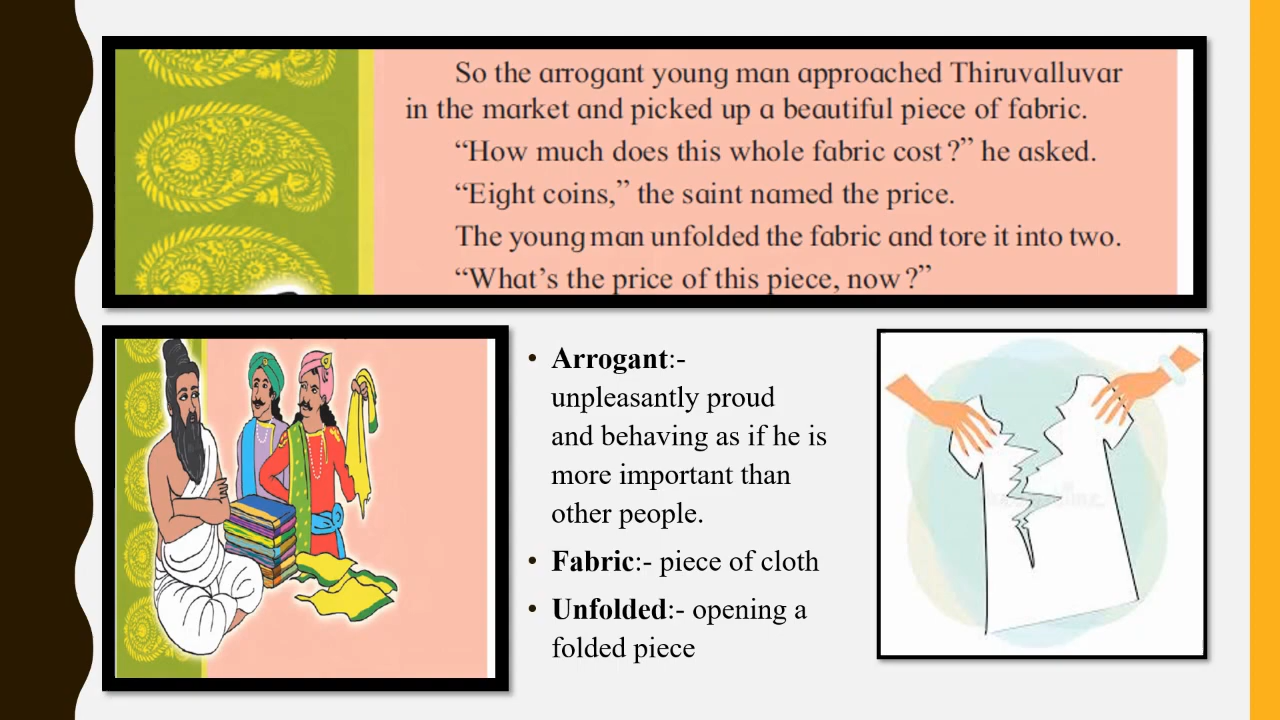 So the arrogant young man approached Thiruvalluvar
in the market and picked up a beautiful piece of fabric.
“How much does this whole fabric cost?” he asked.
“Eight coins,” the saint named the price.
The young man unfolded the fabric and tore it into two.
“What’s the price of this piece, now?”
• Arrogant:-
unpleasantly proud
and behaving as if he is
more important than
other people.
• Fabric:- piece of cloth
• Unfolded:- opening a
folded piece